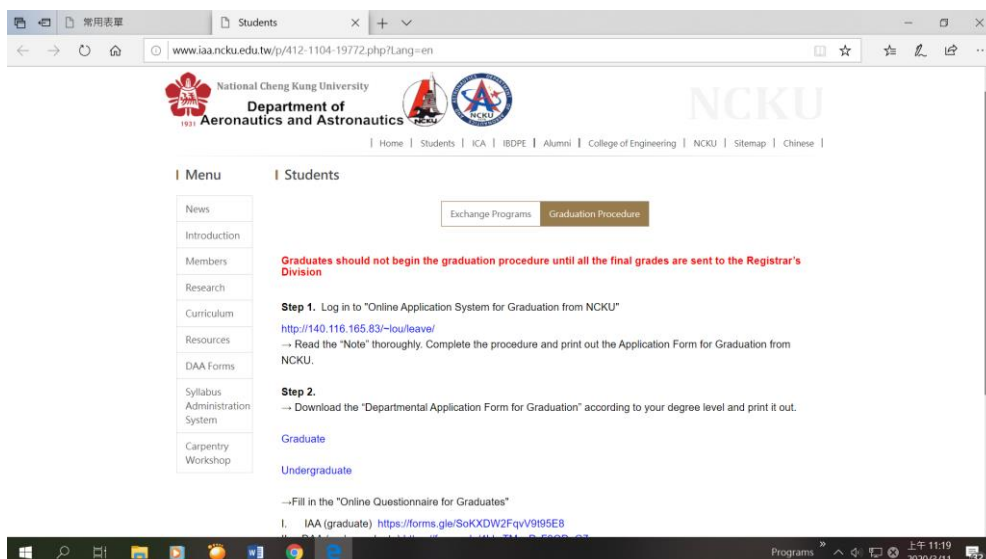 常用表單
Students
www.iaa.ncku.edu.tw/p/412-1104-19772.php?Lang=en
National Cheng Kung University
Department of
Aeronautics and Astronautics
1931
NCKU
NCKU
NCKU
| Home | Students | ICA | IBDPE | Alumni | College of Engineering | NCKU | Sitemap | Chinese |
Menu
Students
News
Introduction
Members
Research
Curriculum
Resources
DAA Forms
Syllabus
Administration
System
Carpentry
Workshop
Exchange Programs
Graduation Procedure
Graduates should not begin the graduation procedure until all the final grades are sent to the Registrar's
Division
Step 1. Log in to "Online Application System for Graduation from NCKU"
http://140.116.165.83/~lou/leave/
→ Read the "Note" thoroughly. Complete the procedure and print out the Application Form for Graduation from
NCKU.
Step 2.
→ Download the "Departmental Application Form for Graduation" according to your degree level and print it out.
Graduate
Undergraduate
→Fill in the "Online Questionnaire for Graduates"
I. IAA (graduate) https://forms.gle/SoKXDW2FqvV9t95E8
Programs
上午 11:19